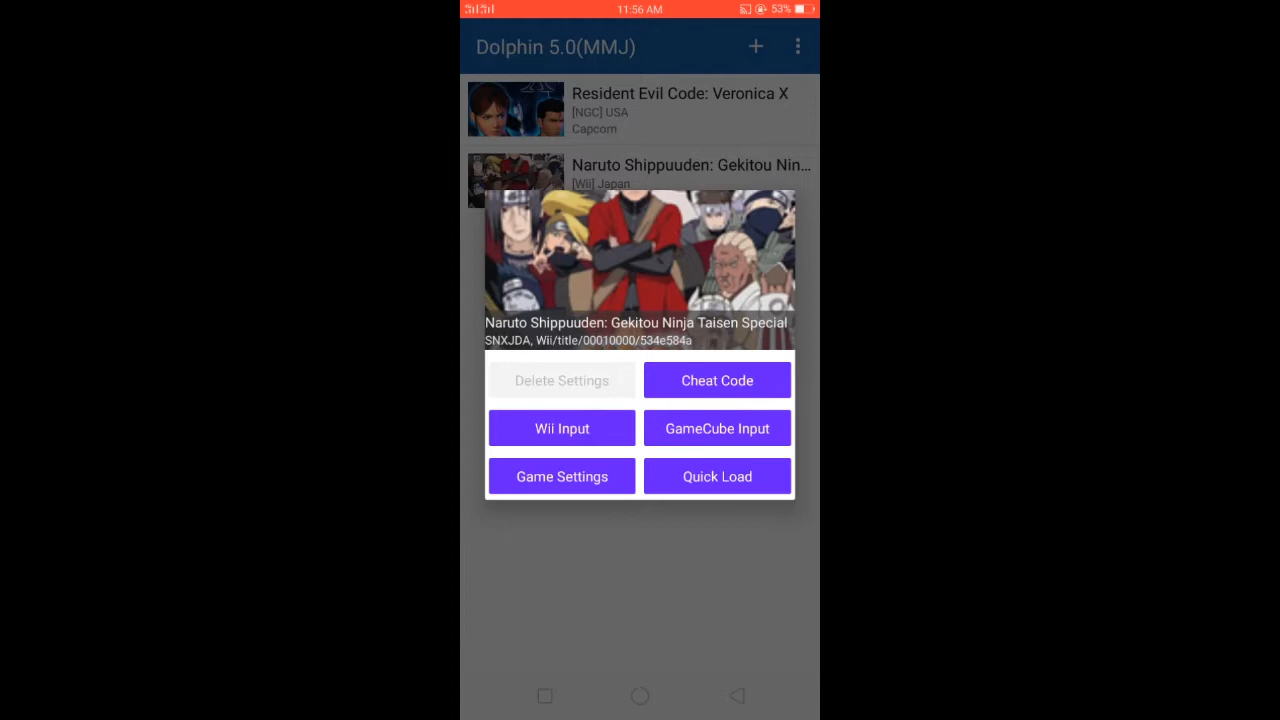 11:56 AM
53%
Dolphin 5.0(MMJ)
Resident Evil Code: Veronica X
[NGC] USA
Capcom
Naruto Shippuuden: Gekitou Nin...
[Wii] Japan
Naruto Shippuuden: Gekitou Ninja Taisen Special
SNXJDA, Wii/title/00010000/534e584a
Delete Settings
Cheat Code
Wii Input
GameCube Input
Game Settings
Quick Load